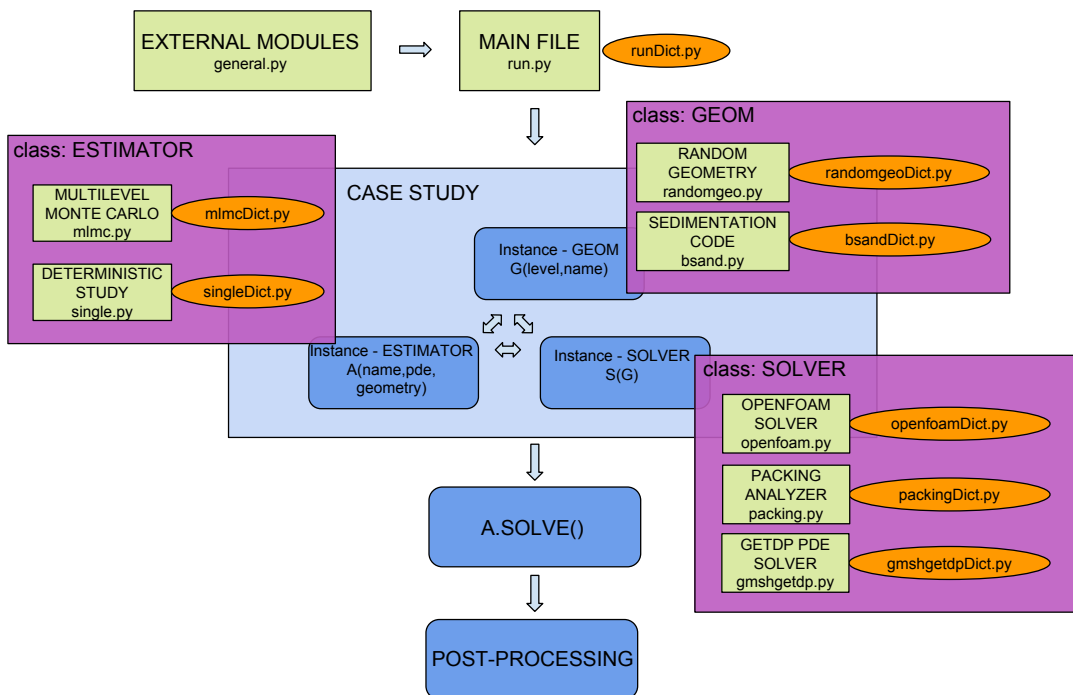 EXTERNAL MODULES
general.py
MAIN FILE
run.py
runDict.py
class: ESTIMATOR
MULTILEVEL
MONTE CARLO
mlmc.py
mlmcDict.py
DETERMINISTIC
STUDY
single.py
singleDict.py
class: GEOM
RANDOM
GEOMETRY
randomgeo.py
randomgeoDict.py
SEDIMENTATION
CODE
bsand.py
bsandDict.py
CASE STUDY
Instance - GEOM
G(level,name)
Instance - ESTIMATOR
A(name,pde,
geometry)
Instance - SOLVER
S(G)
class: SOLVER
OPENFOAM
SOLVER
openfoam.py
openfoamDict.py
PACKING
ANALYZER
packing.py
packingDict.py
GETDP PDE
SOLVER
gmshgetdp.py
gmshgetdpDict.py
A.SOLVE()
POST-PROCESSING